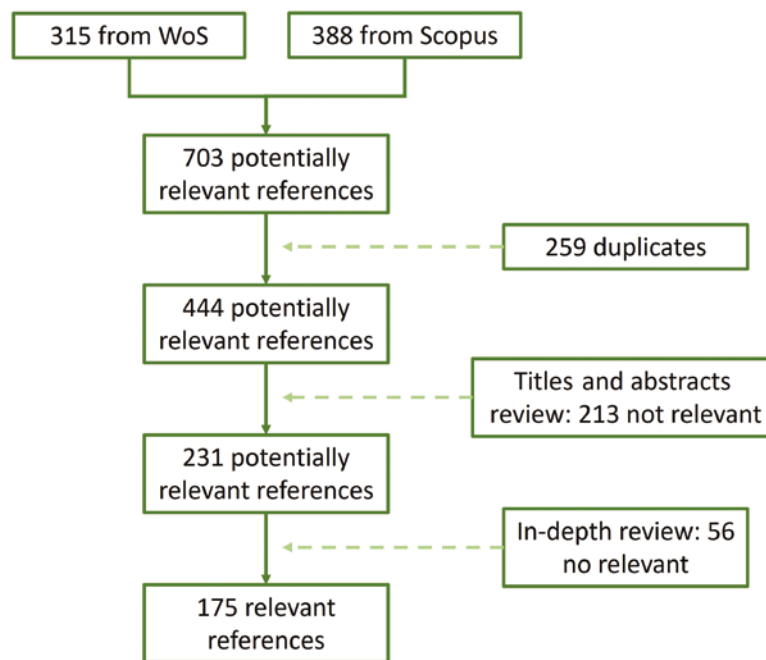 315 from WoS
388 from Scopus
703 potentially
relevant references
259 duplicates
444 potentially
relevant references
Titles and abstracts
review: 213 not relevant
231 potentially
relevant references
In-depth review: 56
no relevant
175 relevant
references